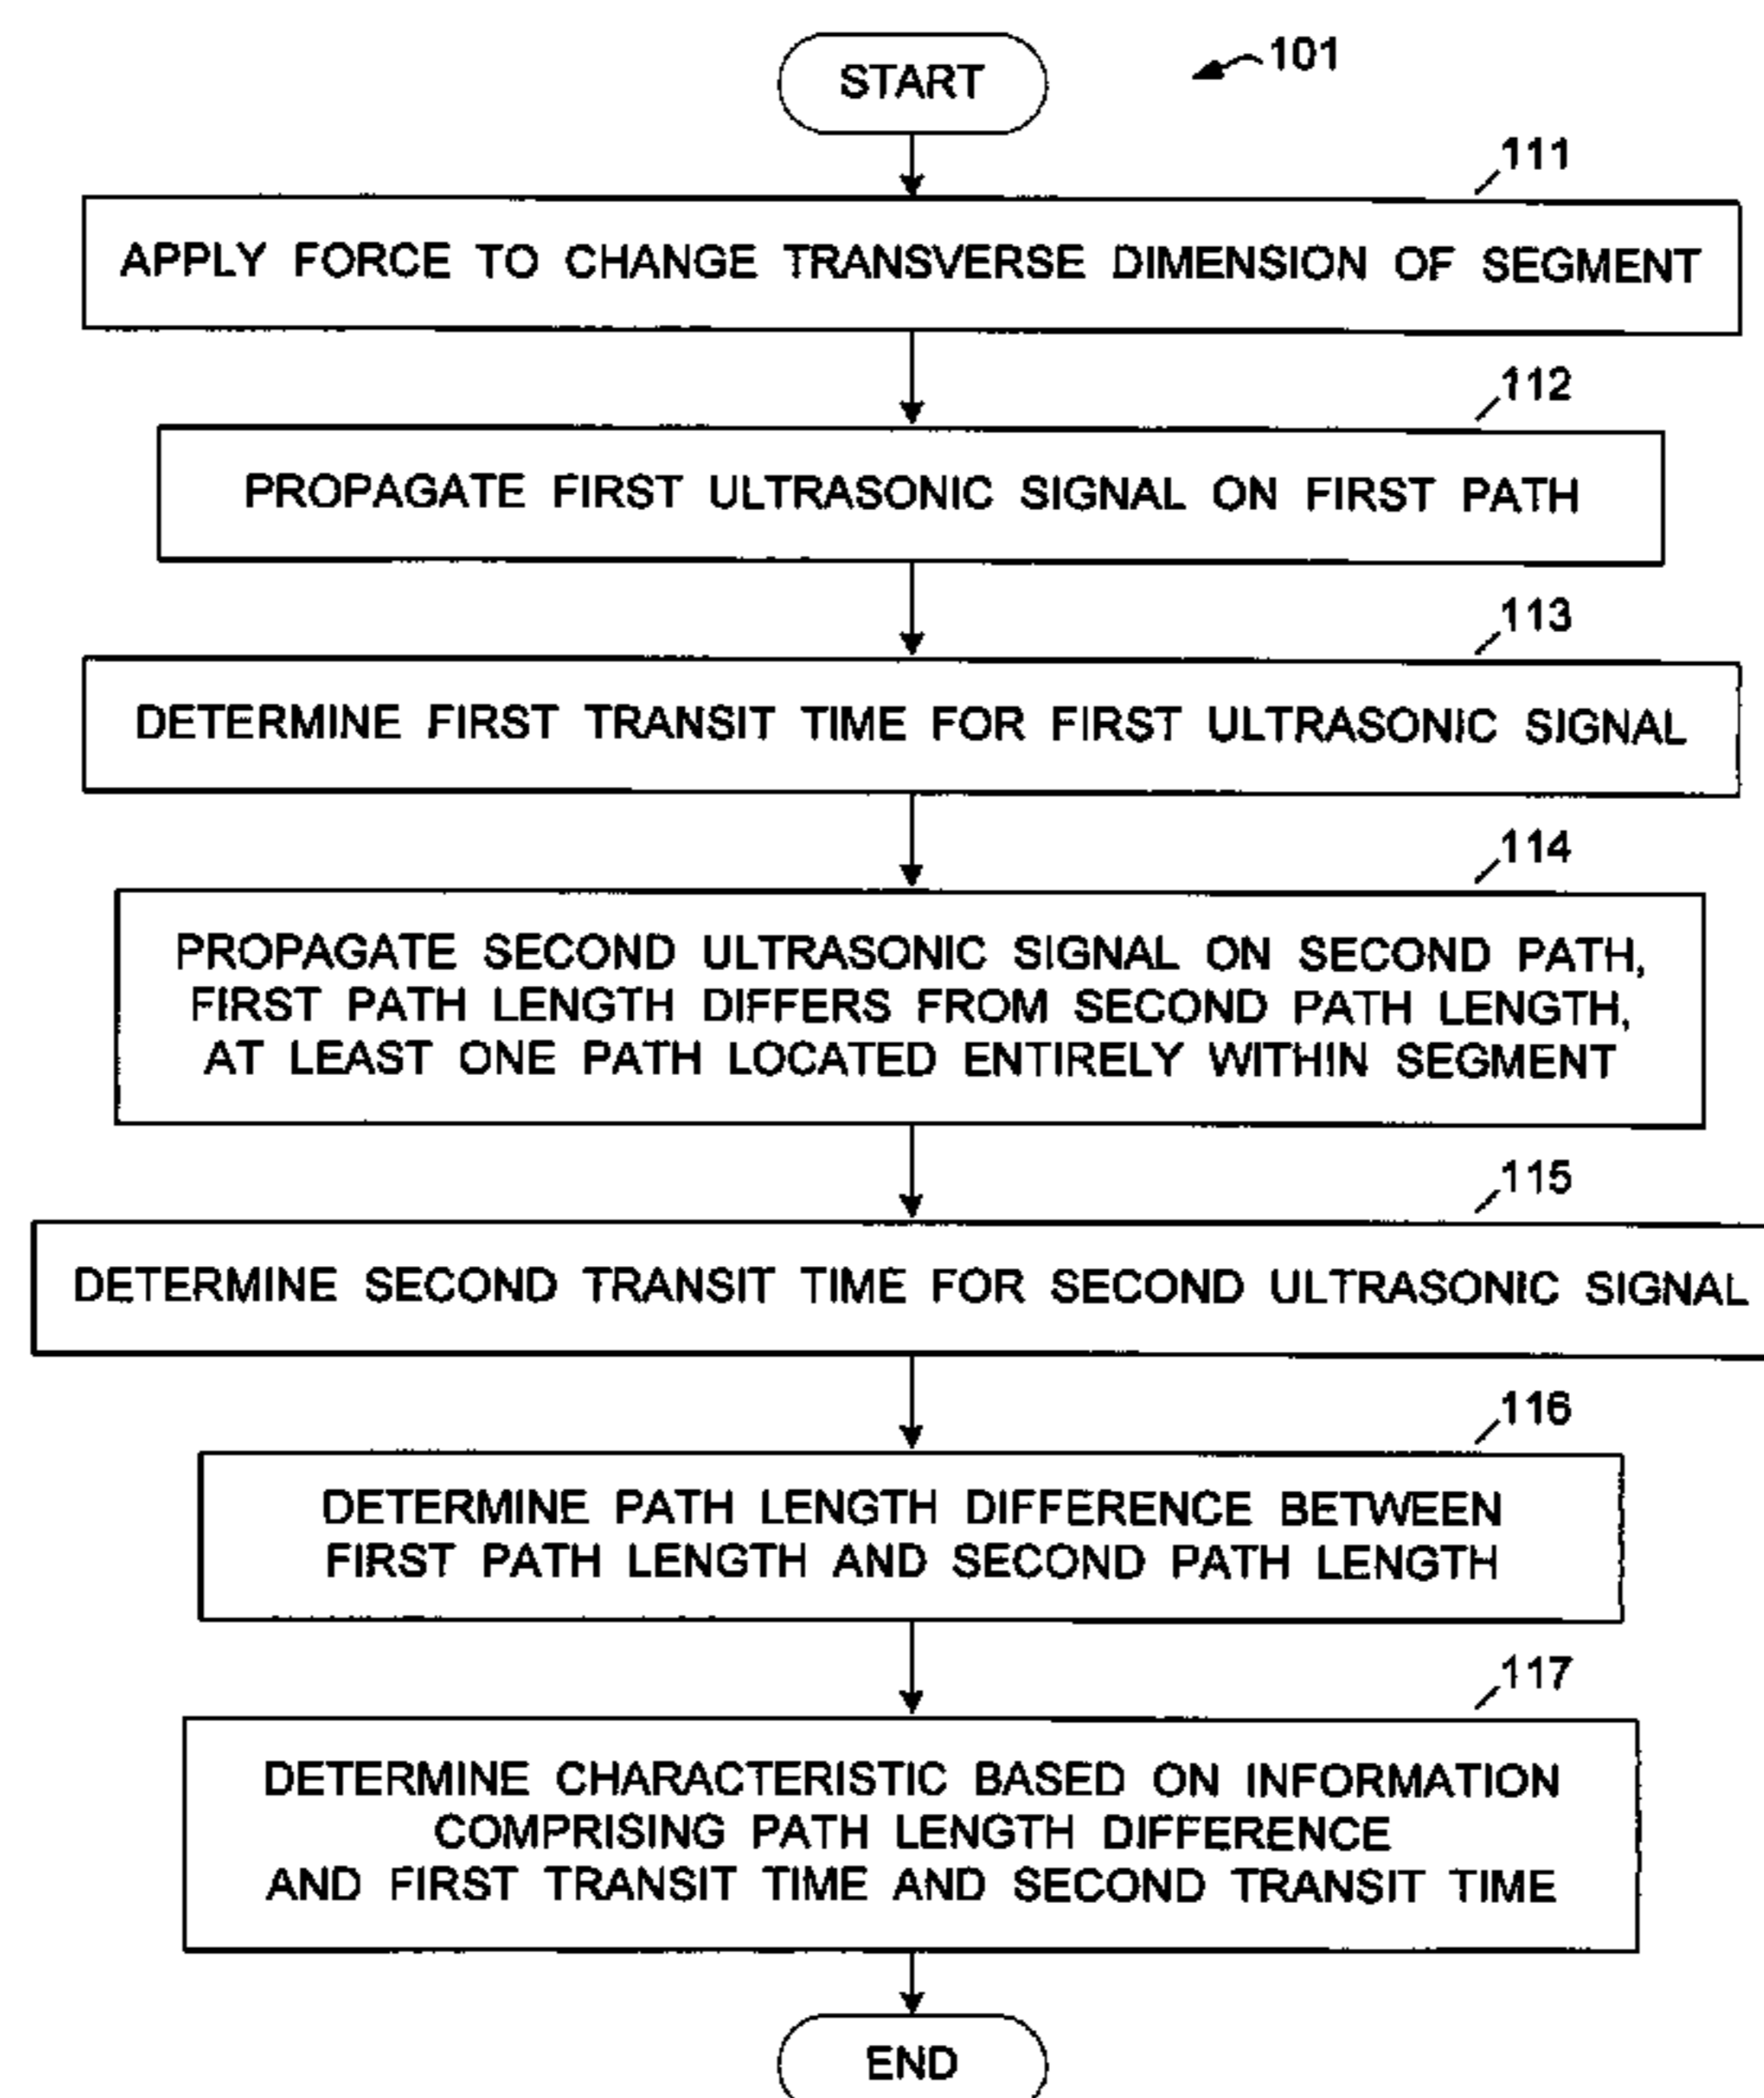 START
101
111
APPLY FORCE TO CHANGE TRANSVERSE DIMENSION OF SEGMENT
112
PROPAGATE FIRST ULTRASONIC SIGNAL ON FIRST PATH
113
DETERMINE FIRST TRANSIT TIME FOR FIRST ULTRASONIC SIGNAL
114
PROPAGATE SECOND ULTRASONIC SIGNAL ON SECOND PATH,
FIRST PATH LENGTH DIFFERS FROM SECOND PATH LENGTH,
AT LEAST ONE PATH LOCATED ENTIRELY WITHIN SEGMENT
115
DETERMINE SECOND TRANSIT TIME FOR SECOND ULTRASONIC SIGNAL
116
DETERMINE PATH LENGTH DIFFERENCE BETWEEN
FIRST PATH LENGTH AND SECOND PATH LENGTH
117
DETERMINE CHARACTERISTIC BASED ON INFORMATION
COMPRISING PATH LENGTH DIFFERENCE
AND FIRST TRANSIT TIME AND SECOND TRANSIT TIME
END